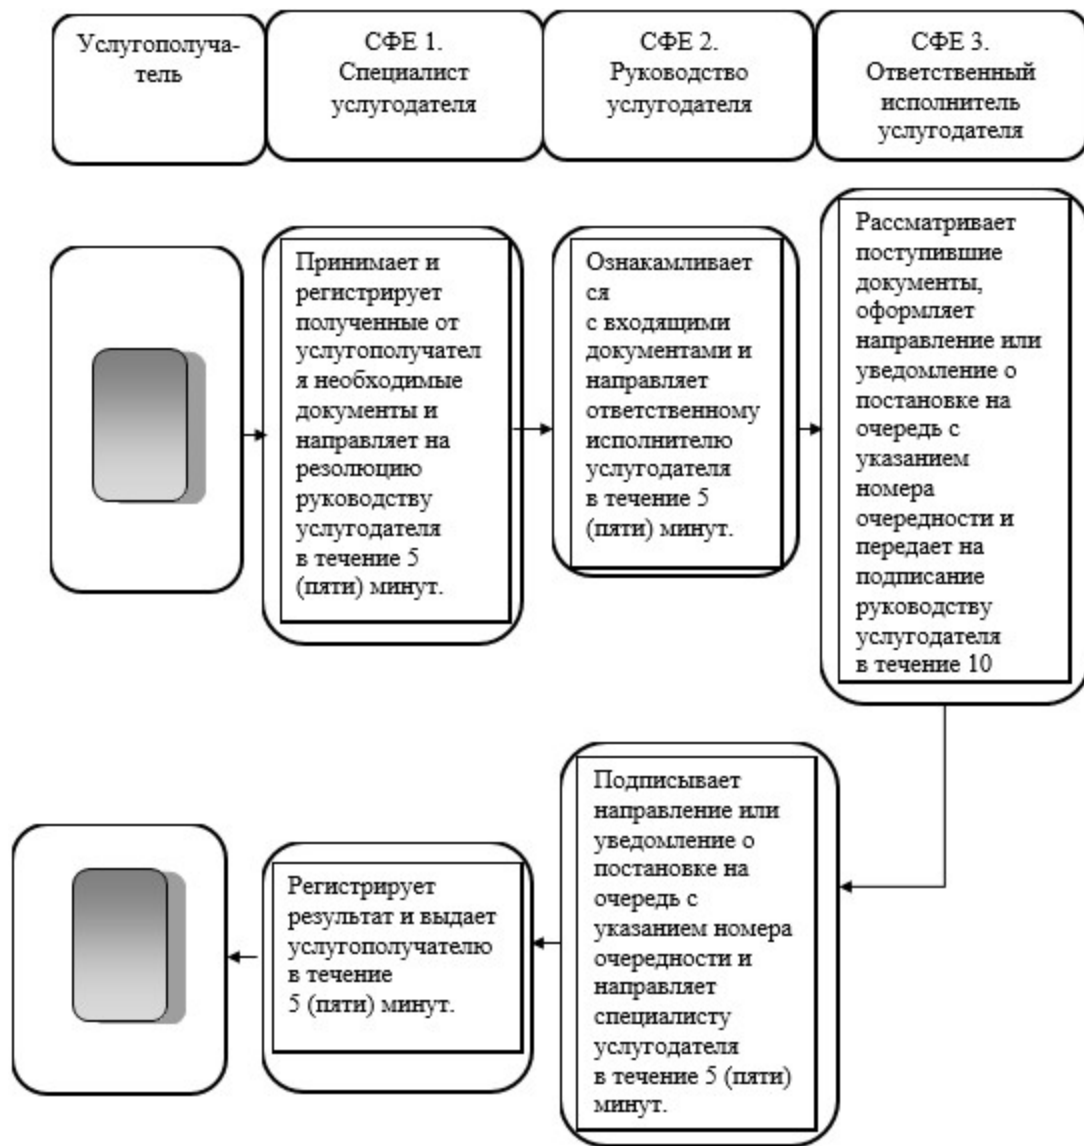 Услугополуча-
тель
СФЕ 1.
Специалист
услугодателя
СФЕ 2.
Руководство
услугодателя
СФЕ 3.
Ответственный
исполнитель
услугодателя
Принимает и
регистрирует
полученные от
услугополучател
я необходимые
документы и
направляет на
резолюцию
руководству
услугодателя
в течение 5
(пяти) минут.
Ознакамливает
ся
с входящими
документами и
направляет
ответственному
исполнителю
услугодателя
в течение 5
(пяти) минут.
Рассматривает
поступившие
документы,
оформляет
направление или
уведомление о
постановке на
очередь с
указанием
номера
очередности и
передает на
подписание
руководству
услугодателя
в течение 10
Подписывает
направление или
уведомление о
постановке на
очередь с
указанием номера
очередности и
направляет
специалисту
услугодателя
в течение 5 (пяти)
минут.
Регистрирует
результат и выдает
услугополучателю
в течение
5 (пяти) минут.